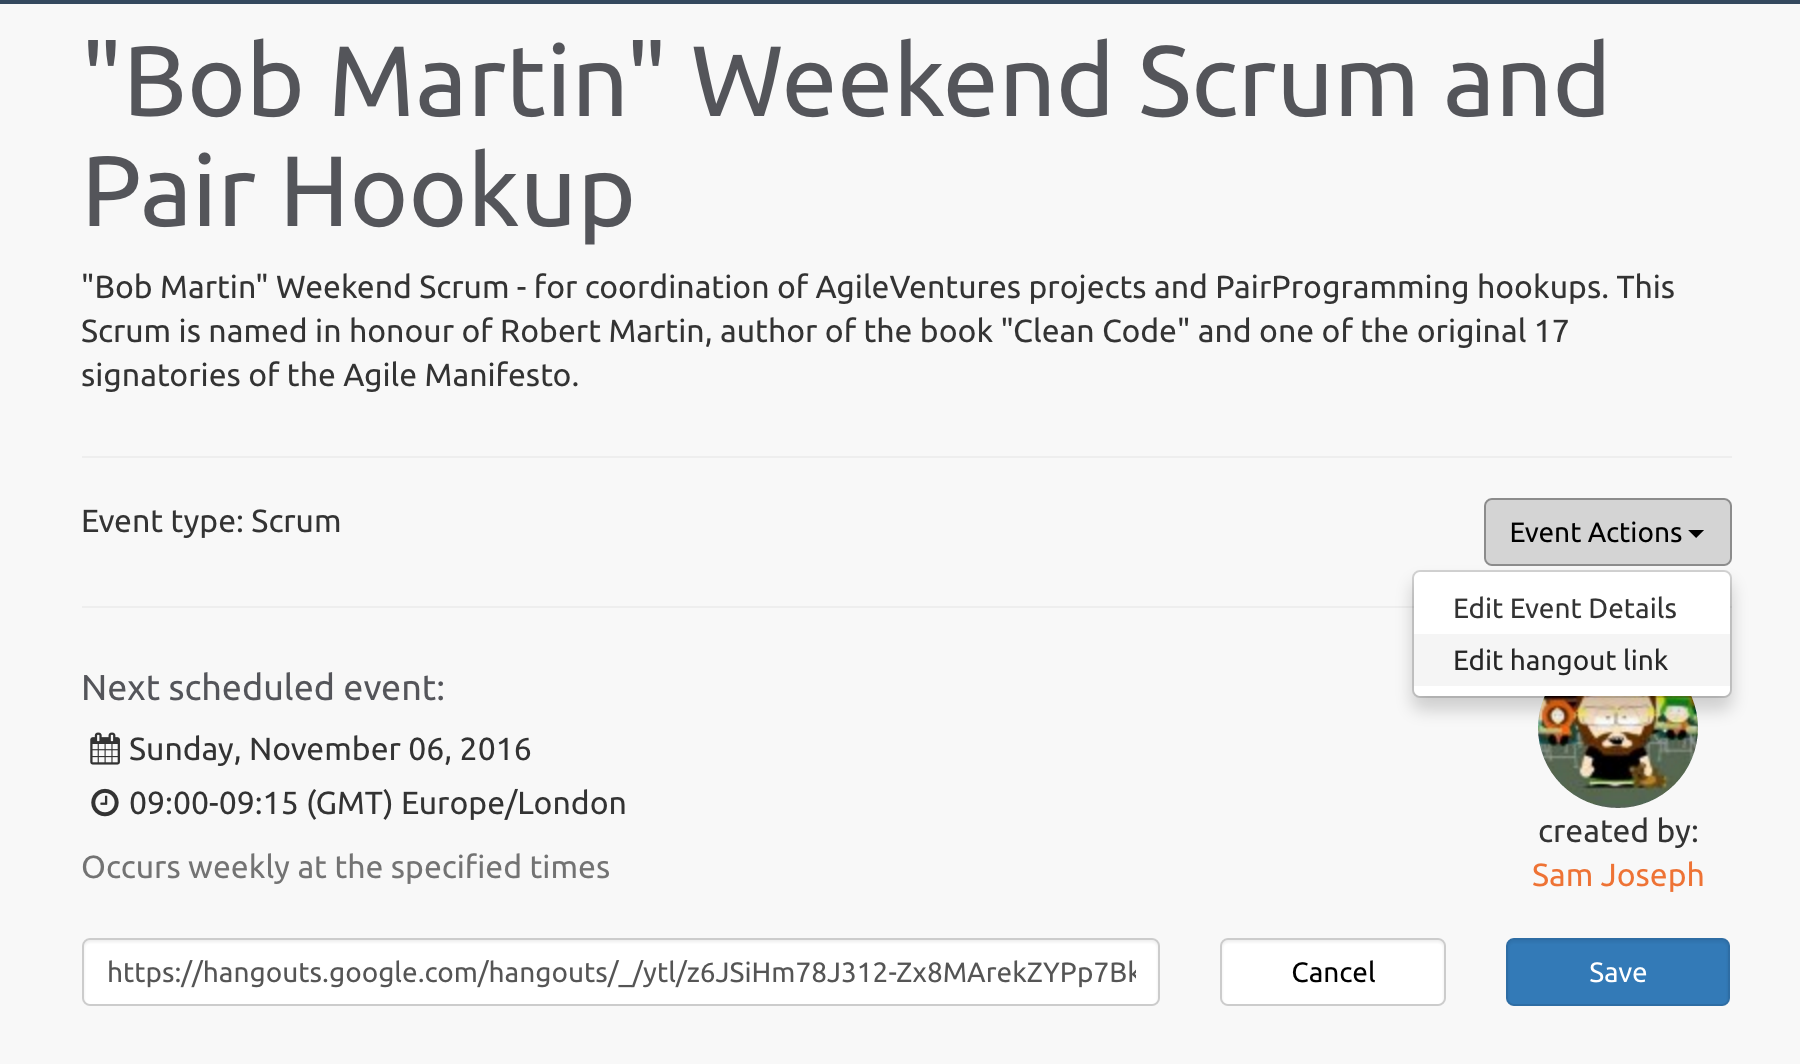 "Bob Martin" Weekend Scrum and
Pair Hookup
"Bob Martin" Weekend Scrum - for coordination of AgileVentures projects and PairProgramming hookups. This
Scrum is named in honour of Robert Martin, author of the book "Clean Code" and one of the original 17
signatories of the Agile Manifesto.
Event type: Scrum
Event Actions
Edit Event Details
Edit hangout link
Next scheduled event:
Sunday, November 06, 2016
09:00-09:15 (GMT) Europe/London
Occurs weekly at the specified times
created by:
Sam Joseph
https://hangouts.google.com/hangouts/_/ytl/z6JSiHm78J312-Zx8MArekZYPp7Bk
Cancel
Save